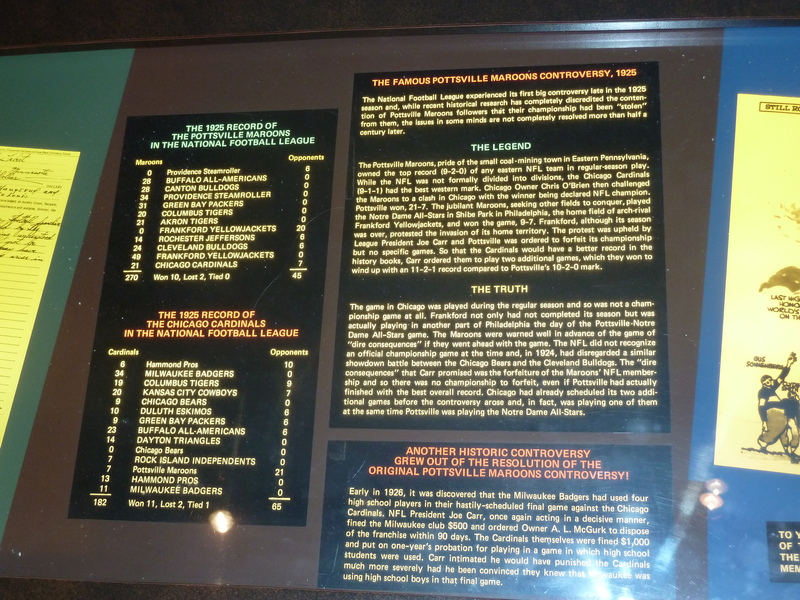 THE 1925 RECORD OF
THE POTTSVILLE MAROONS
IN THE NATIONAL FOOTBALL LEAGUE
Maroons Opponents
0 Providence Steamroller 6
28 BUFFALO ALL-AMERICANS 0
28 CANTON BULLDOGS 0
34 PROVIDENCE STEAMROLLER 0
31 GREEN BAY PACKERS 0
20 COLUMBUS TIGERS 0
21 AKRON TIGERS 0
0 FRANKFORD YELLOWJACKETS 20
14 ROCHESTER JEFFERSONS 6
24 CLEVELAND BULLDOGS 6
49 FRANKFORD YELLOWJACKETS 0
21 CHICAGO CARDINALS 7
270 Won 10, Lost 2, Tied 0 45
THE 1925 RECORD OF
THE CHICAGO CARDINALS
IN THE NATIONAL FOOTBALL LEAGUE
Cardinals Opponents
6 Hammond Pros 10
34 MILWAUKEE BADGERS 0
19 COLUMBUS TIGERS 9
20 KANSAS CITY COWBOYS 7
9 CHICAGO BEARS 0
10 DULUTH ESKIMOS 6
9 GREEN BAY PACKERS 6
23 BUFFALO ALL-AMERICANS 6
14 DAYTON TRIANGLES 0
0 Chicago Bears 0
7 ROCK ISLAND INDEPENDENTS 0
7 Pottsville Maroons 21
13 HAMMOND PROS 0
11 MILWAUKEE BADGERS 0
182 Won 11, Lost 2, Tied 1 65
THE FAMOUS POTTSVILLE MAROONS CONTROVERSY, 1925
The National Football League experienced its first big controversy late in the 1925
season and, while recent historical research has completely discredited the conten-
tion of Pottsville Maroons followers that their championship had been "stolen"
from them, the issues in some minds are not completely resolved more than half a
century later.
THE LEGEND
The Pottsville Maroons, pride of the small coal-mining town in Eastern Pennsylvania,
owned the top record (9-2-0) of any eastern NFL team in regular-season play.
While the NFL was not formally divided into divisions, the Chicago Cardinals
(9-1-1) had the best western mark. Chicago Owner Chris O'Brien then challenged
the Maroons to a clash in Chicago with the winner being declared NFL champion.
Pottsville won, 21-7. The jubilant Maroons, seeking other fields to conquer, played
the Notre Dame All-Stars in Shibe Park in Philadelphia, the home field of arch-rival
Frankford Yellowjackets, and won the game, 9-7. Frankford, although its season
was over, protested the invasion of its home territory. The protest was upheld by
League President Joe Carr and Pottsville was ordered to forfeit its championship
but no specific games. So that the Cardinals would have a better record in the
history books, Carr ordered them to play two additional games, which they won to
wind up with an 11-2-1 record compared to Pottsville's 10-2-0 mark.
THE TRUTH
The game in Chicago was played during the regular season and so was not a cham-
pionship game at all. Frankford not only had not completed its season but was
actually playing in another part of Philadelphia the day of the Pottsville-Notre
Dame All-Stars game. The Maroons were warned well in advance of the game of
"dire consequences" if they went ahead with the game. The NFL did not recognize
an official championship game at the time and, in 1924, had disregarded a similar
showdown battle between the Chicago Bears and the Cleveland Bulldogs. The "dire
consequences" that Carr promised was the forfeiture of the Maroons' NFL member-
ship and so there was no championship to forfeit, even if Pottsville had actually
finished with the best overall record. Chicago had already scheduled its two addi-
tional games before the controversy arose and, in fact, was playing one of them
at the same time Pottsville was playing the Notre Dame All-Stars.
ANOTHER HISTORIC CONTROVERSY
GREW OUT OF THE RESOLUTION OF THE
ORIGINAL POTTSVILLE MAROONS CONTROVERSY!
Early in 1926, it was discovered that the Milwaukee Badgers had used four
high school players in their hastily-scheduled final game against the Chicago
Cardinals. NFL President Joe Carr, once again acting in a decisive manner,
fined the Milwaukee club $500 and ordered Owner A. L. McGurk to dispose
of the franchise within 90 days. The Cardinals themselves were fined $1,000
and put on one-year's probation for playing in a game in which high school
students were used. Carr intimated he would have punished the Cardinals
much more severely had he been convinced they knew that Milwaukee was
using high school boys in that final game.
STILL
LAST
WORLD'S
ON
GUS
TO Y
OF T
THE
MEM